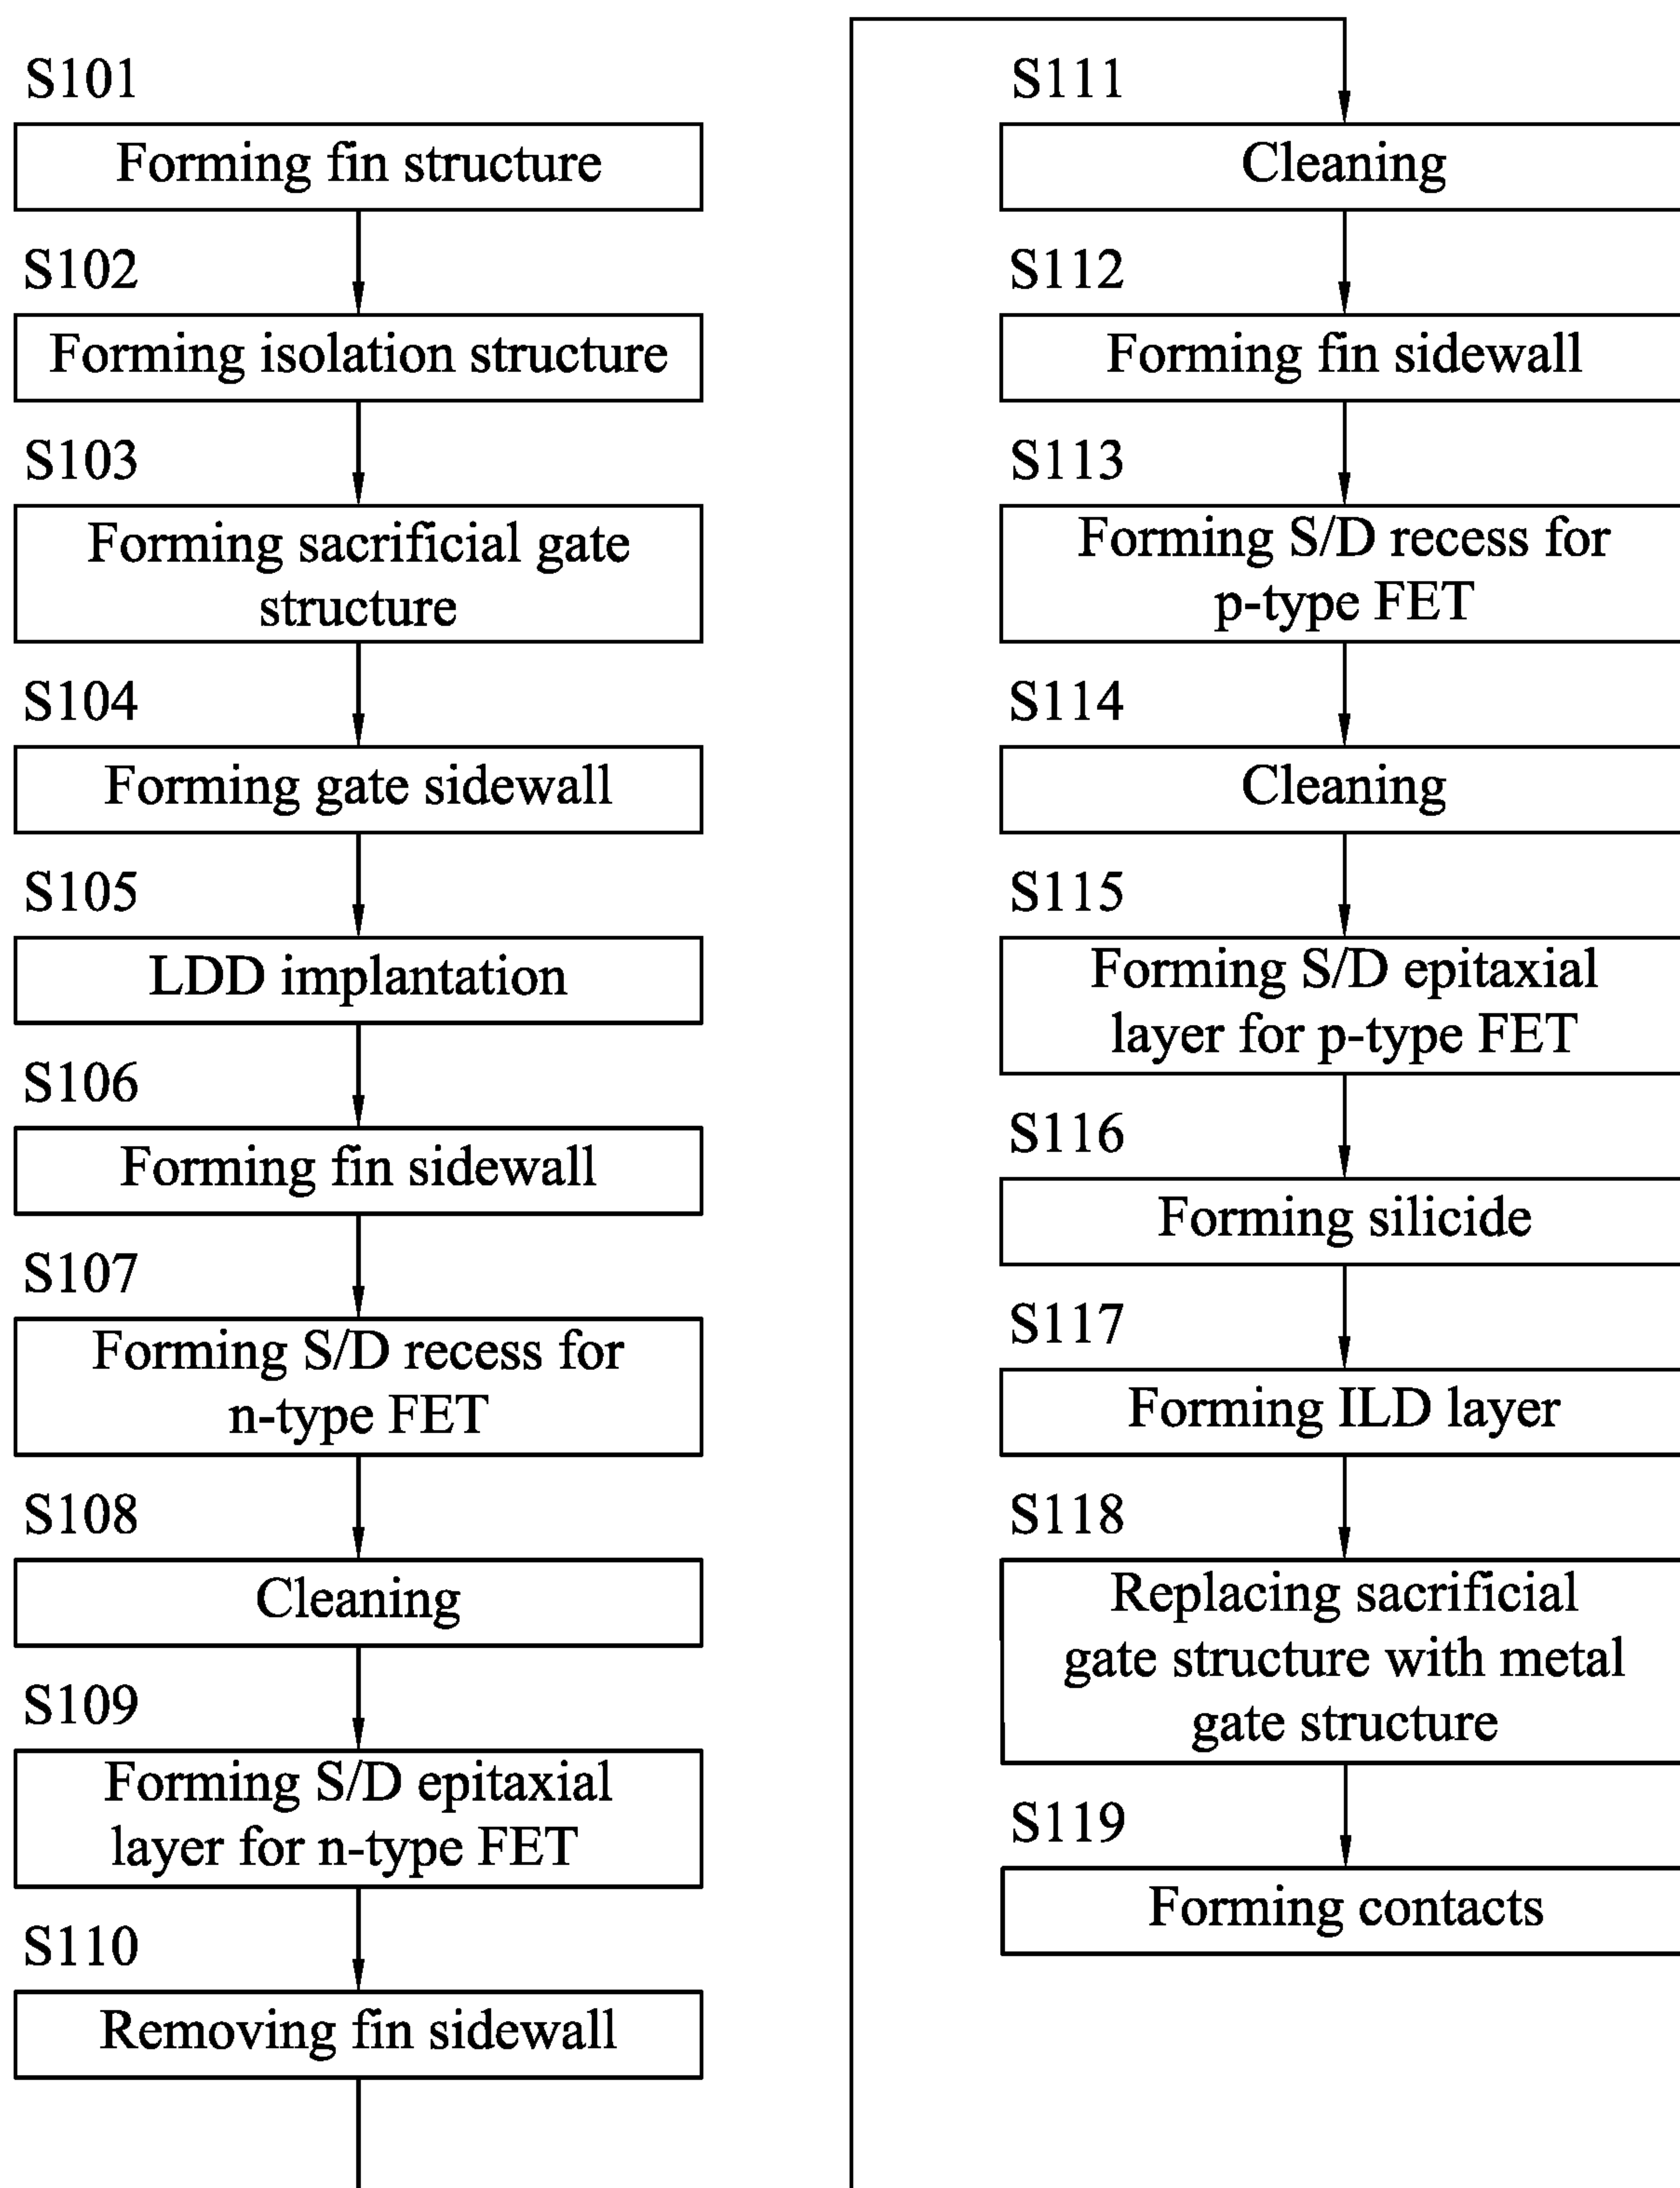 S101
Forming fin structure
S102
Forming isolation structure
S103
Forming sacrificial gate
structure
S104
Forming gate sidewall
S105
LDD implantation
S106
Forming fin sidewall
S107
Forming S/D recess for
n-type FET
S108
Cleaning
S109
Forming S/D epitaxial
layer for n-type FET
S110
Removing fin sidewall
S111
Cleaning
S112
Forming fin sidewall
S113
Forming S/D recess for
p-type FET
S114
Cleaning
S115
Forming S/D epitaxial
layer for p-type FET
S116
Forming silicide
S117
Forming ILD layer
S118
Replacing sacrificial
gate structure with metal
gate structure
S119
Forming contacts